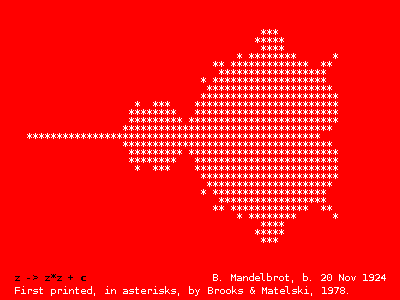 z -> z*z + c
B. Mandelbrot, b. 20 Nov 1924
First printed, in asterisks, by Brooks & Matelski, 1978.